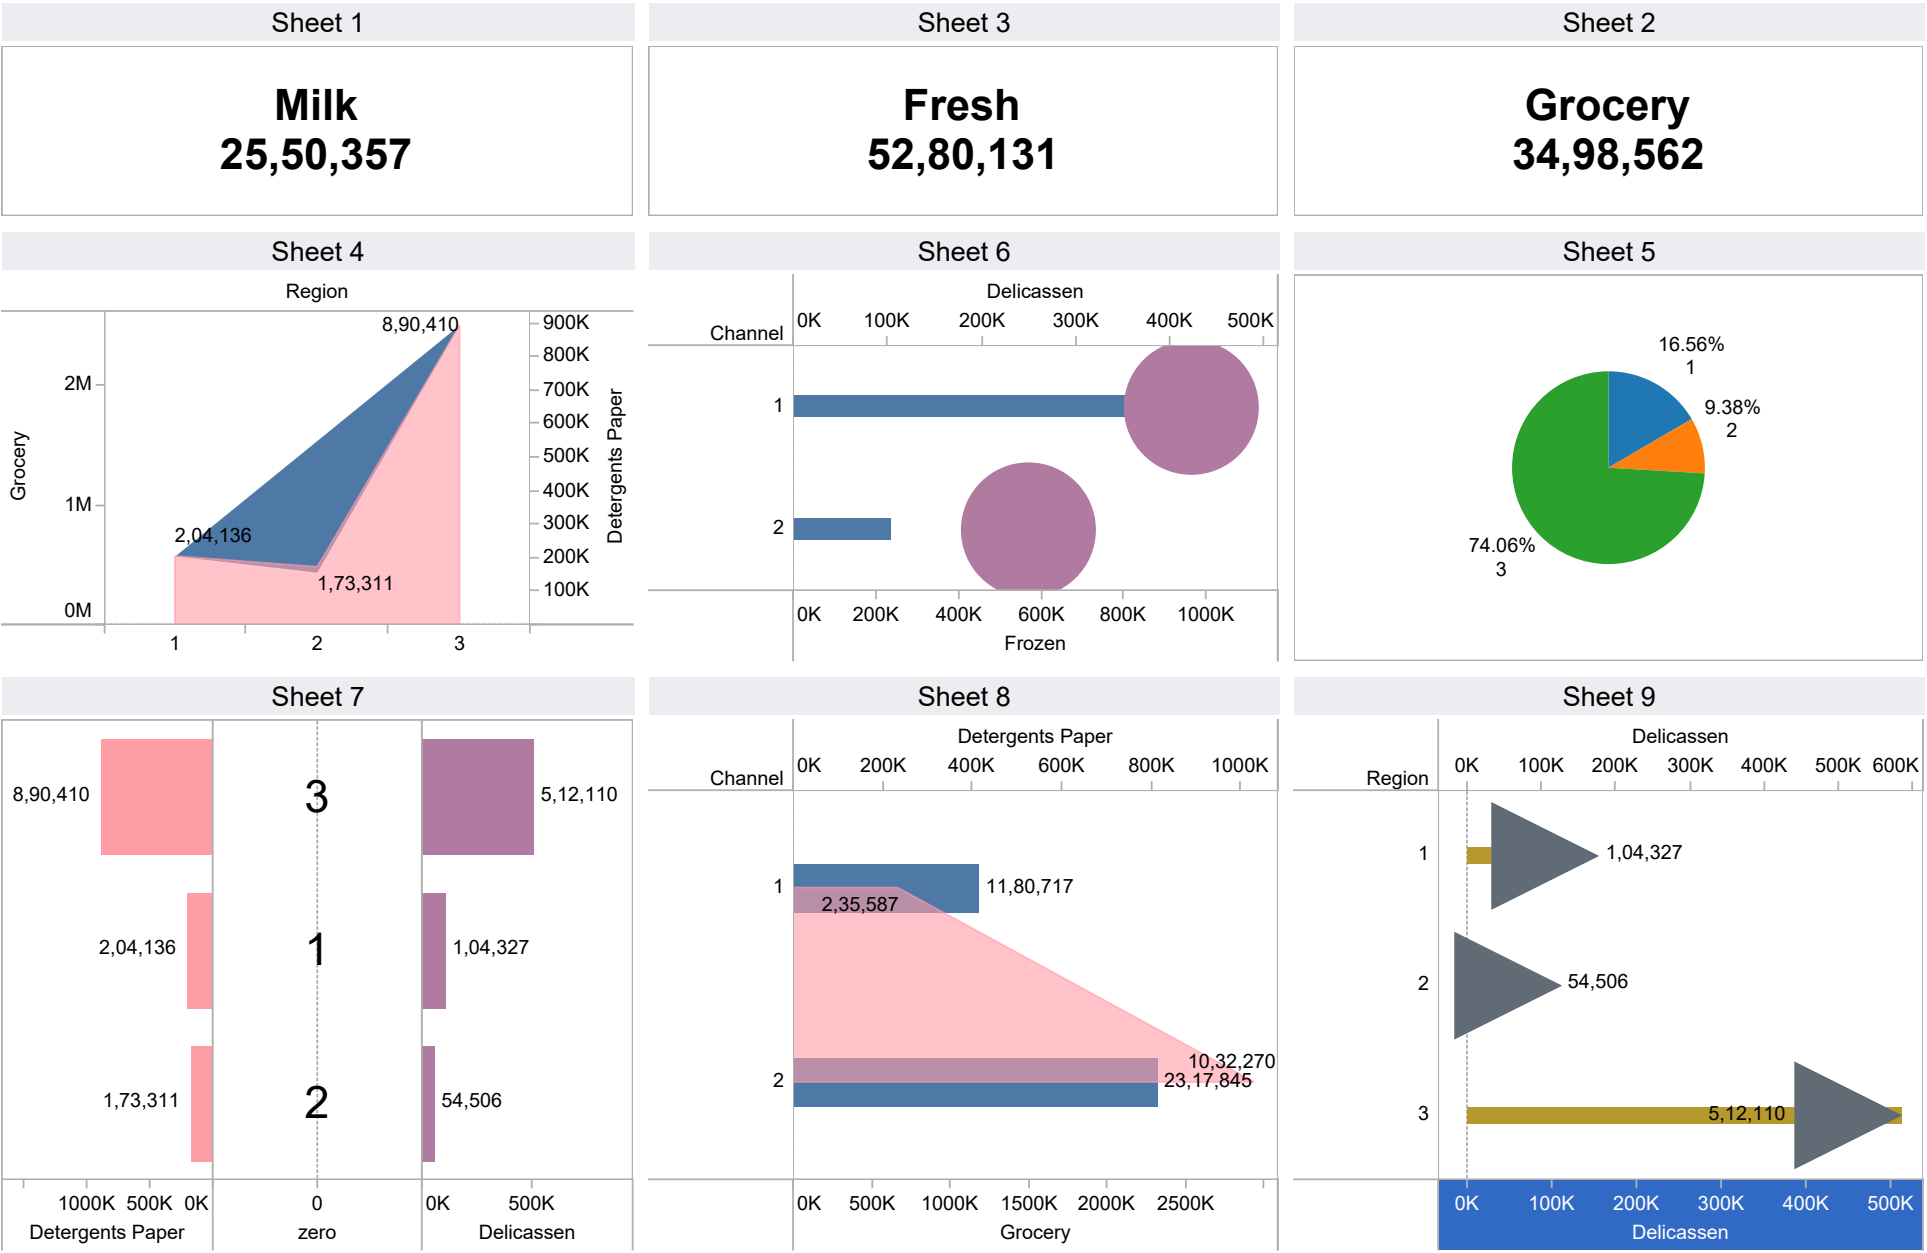 Sheet 1
Milk
25,50,357
Sheet 3
Fresh
52,80,131
Sheet 2
Grocery
34,98,562
Sheet 4
Region
Grocery
2M
1M
0M
8,90,410
2,04,136
1,73,311
900K
800K
700K
600K
500K
400K
300K
200K
100K
Detergents Paper
1 2 3
Sheet 6
Delicassen
Channel
0K 100K 200K 300K 400K 500K
1
2
0K 200K 400K 600K 800K 1000K
Frozen
Sheet 5
16.56%
1
9.38%
2
74.06%
3
Sheet 7
8,90,410 3 5,12,110
2,04,136 1 1,04,327
1,73,311 2 54,506
1000K 500K 0K 0 0K 500K
Detergents Paper zero Delicassen
Sheet 8
Detergents Paper
Channel
0K 200K 400K 600K 800K 1000K
1
11,80,717
2,35,587
10,32,270
2
23,17,845
0K 500K 1000K 1500K 2000K 2500K
Grocery
Sheet 9
Delicassen
Region
0K 100K 200K 300K 400K 500K 600K
1 1,04,327
2 54,506
3 5,12,110
0K 100K 200K 300K 400K 500K
Delicassen